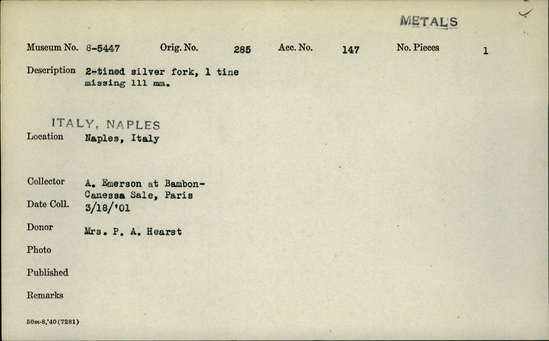 METALS
Museum No. 8-5447 Orig. No. 285 Acc. No. 147 No. Pieces 1
Description 2-tined silver fork, 1 tine
missing 111 mm.
ITALY, NAPLES
Location Naples, Italy
Collector A. Emerson at Bambon-
Canessa Sale, Paris
Date Coll. 3/18/'01
Donor Mrs. P. A. Hearst
Photo
Published
Remarks
50m-8,'40(7281)